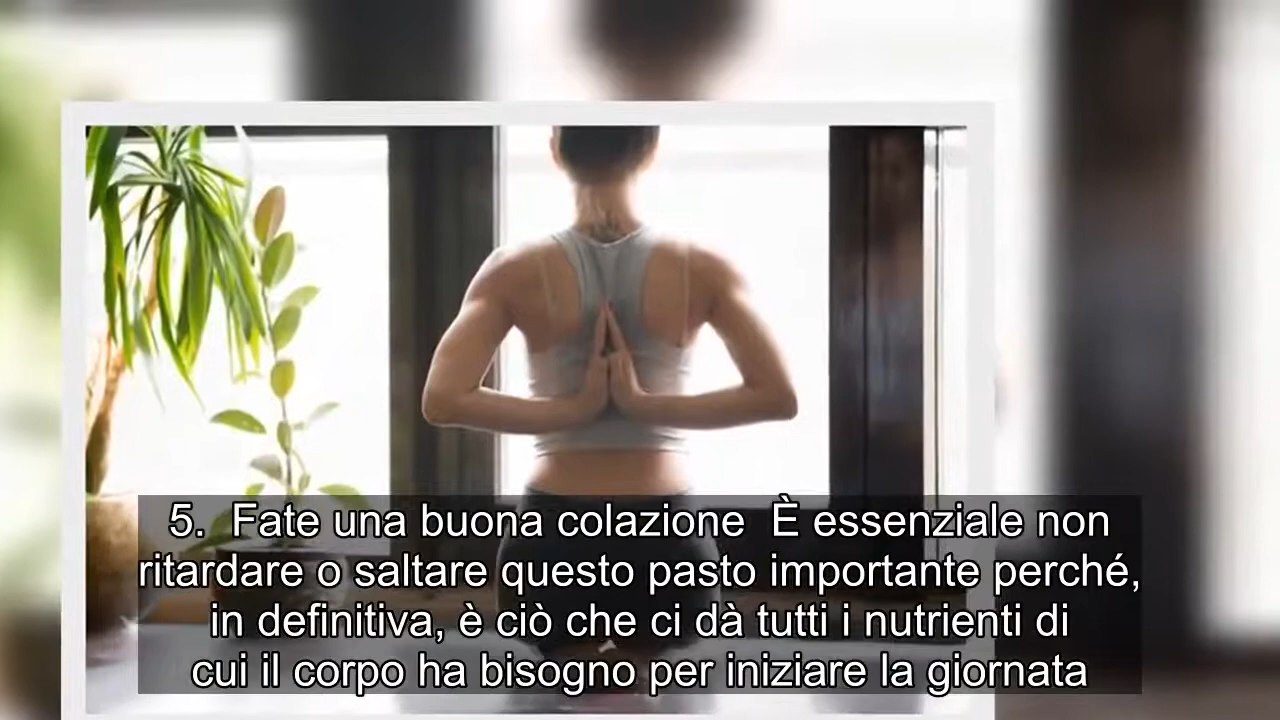 5.  Fate una buona colazione  È essenziale non
ritardare o saltare questo pasto importante perché,
in definitiva, è ciò che ci dà tutti i nutrienti di
cui il corpo ha bisogno per iniziare la giornata